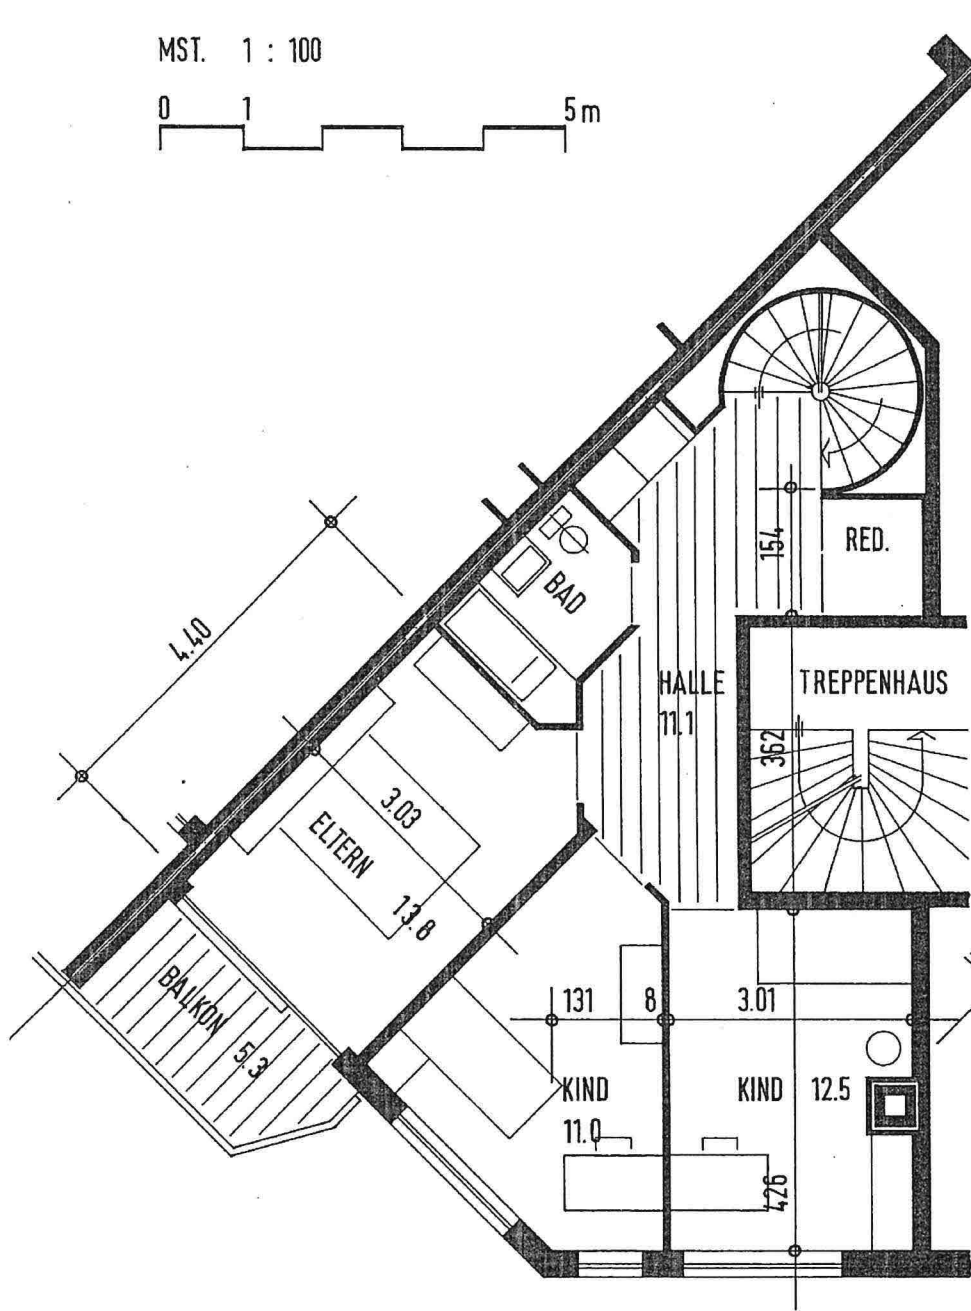 MST. 1 : 100
0 1 5 m
154
RED.
BAD
4.40
HALLE
11.1
TREPPENHAUS
362
3.03
ELTERN
13.8
BALKON
5.3
131 8 3.01
KIND
11.0
KIND 12.5
426